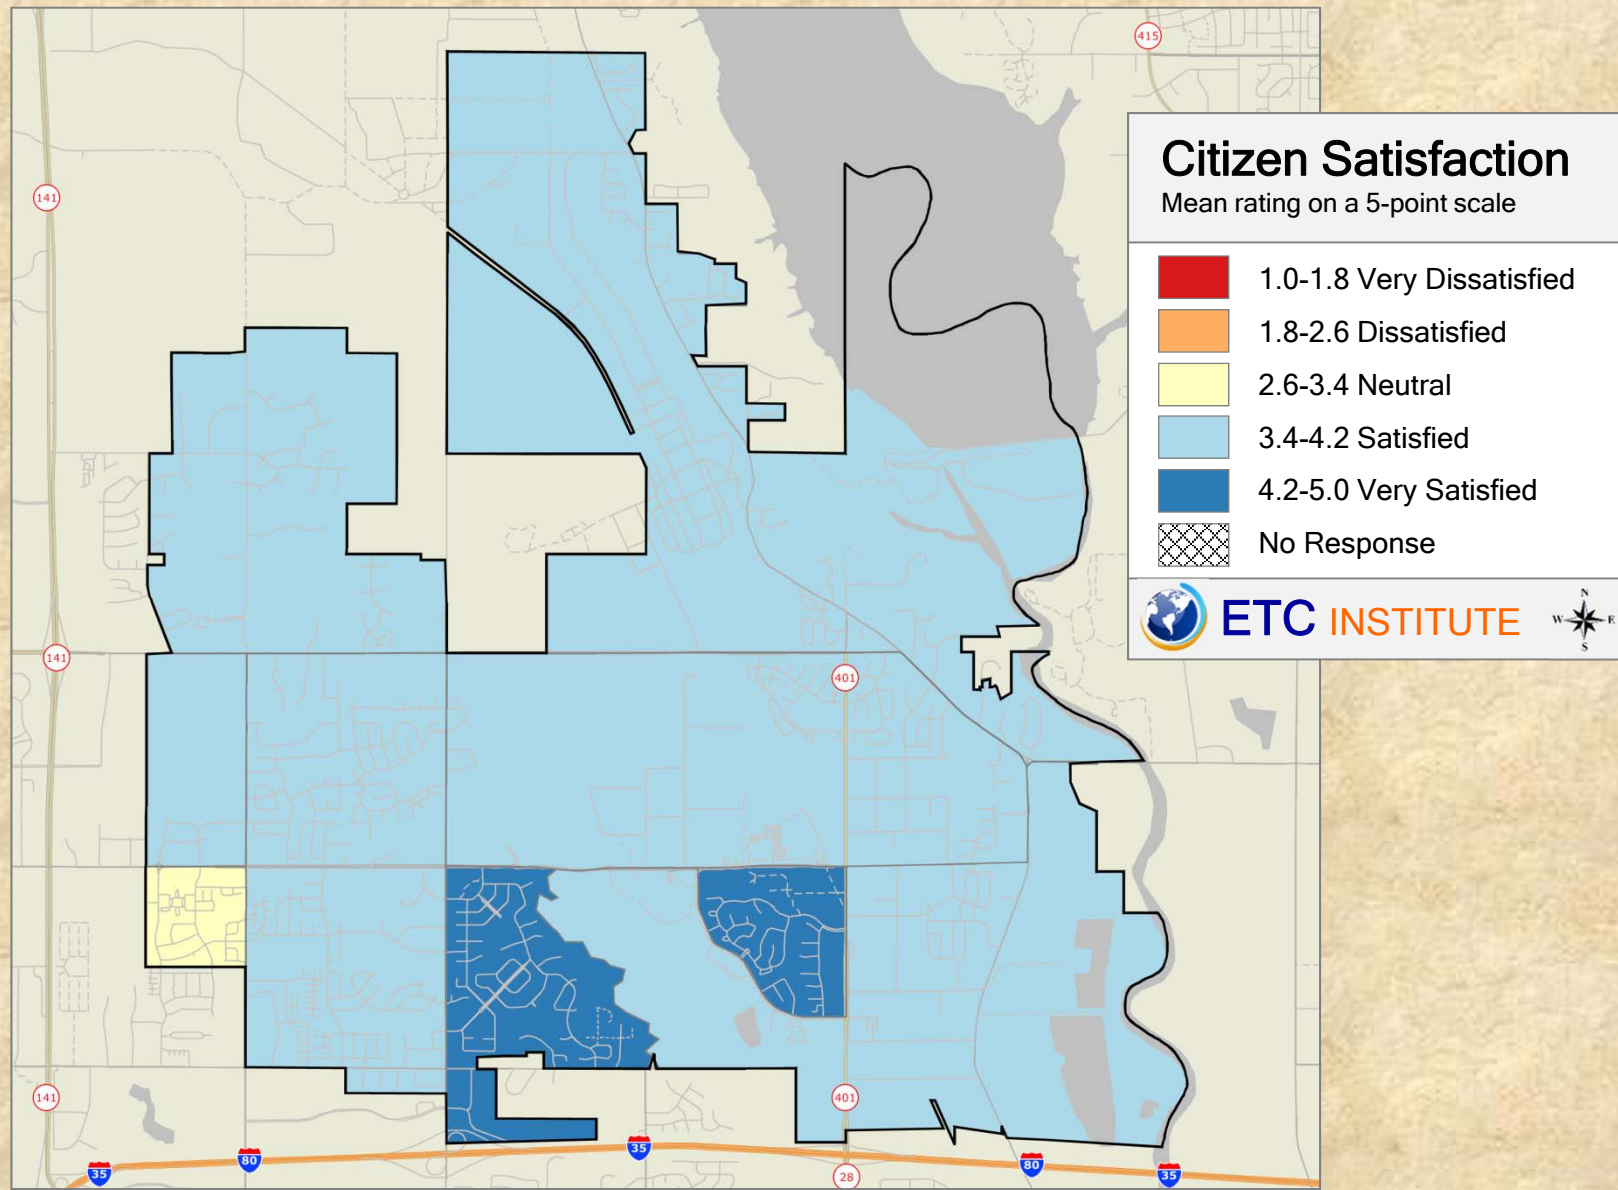 415
141
Citizen Satisfaction
Mean rating on a 5-point scale
1.0-1.8 Very Dissatisfied
1.8-2.6 Dissatisfied
2.6-3.4 Neutral
3.4-4.2 Satisfied
4.2-5.0 Very Satisfied
No Response
ETC INSTITUTE
N
W E
S
141
401
141
401
35
80
35
80
35
28